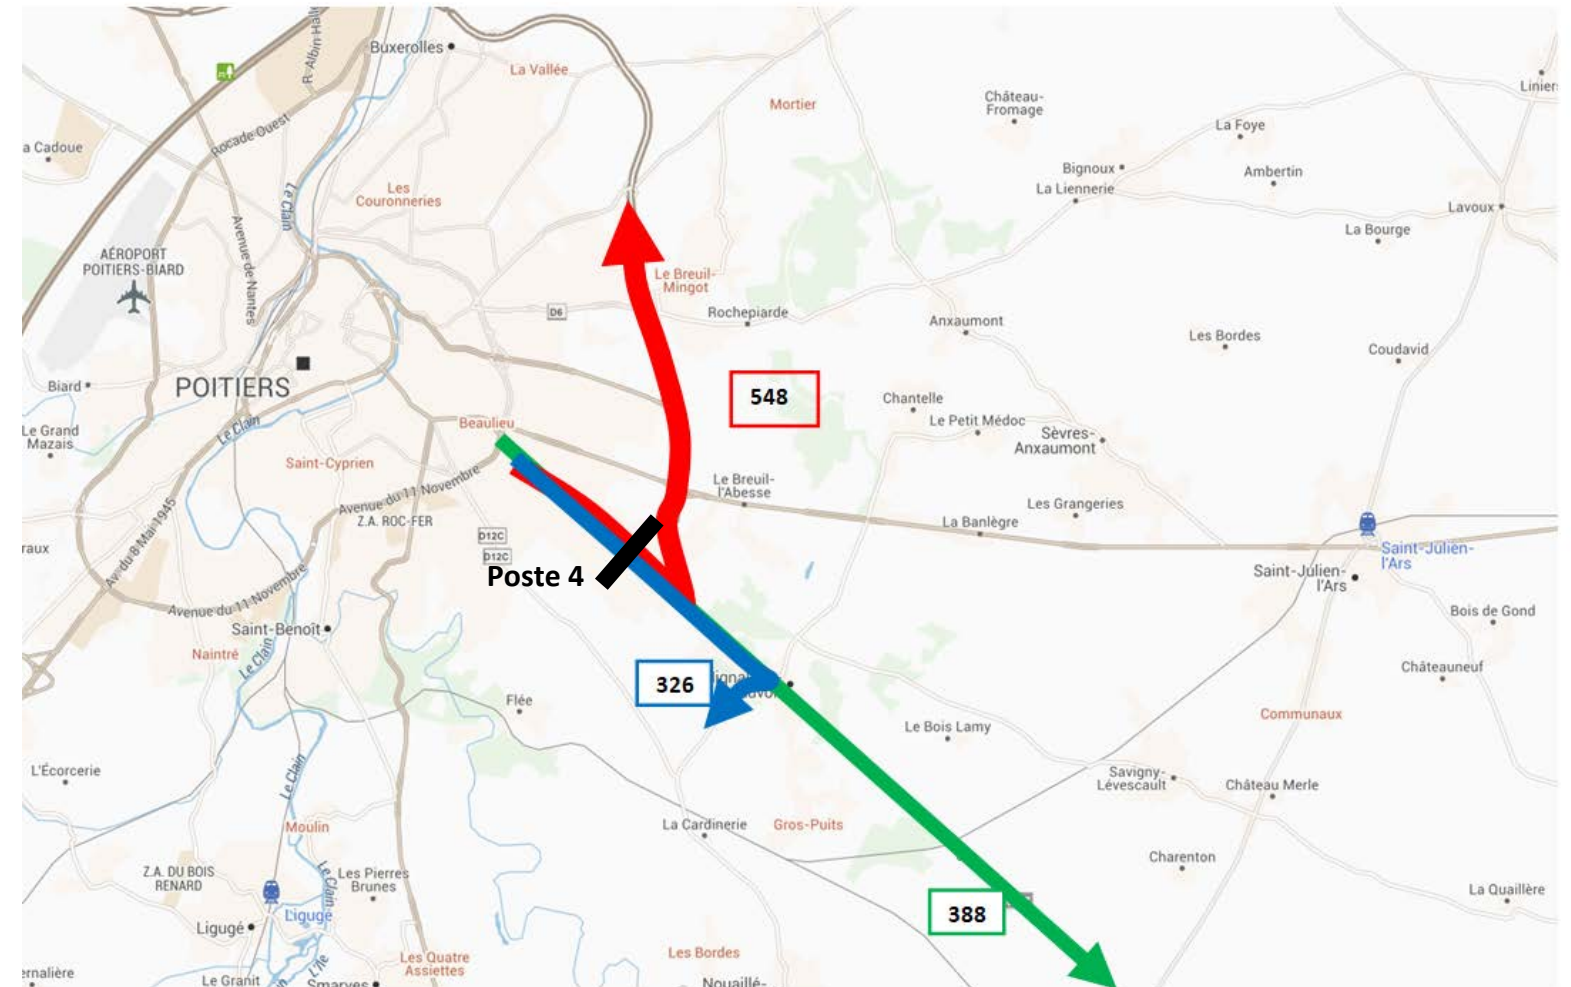 Buxerolles
La Vallée
R. Albin Hall
Mortier
Château-
Fromage
Linier
Rocade Ouest
La Foye
a Cadoue
Bignoux
Ambertin
La Liennerie
Les
Couronneries
Le Clain
Lavoux
Avenue de Nantes
La Bourge
AÉROPORT
POITIERS-BIARD
Le Breuil-
Mingot
D6
Rochepiarde
Anxaumont
Les Bordes
Coudavid
Biard
POITIERS
548
Chantelle
Le Petit Médoc
Beaulieu
Le Grand
Mazais
Le Clain
Sèvres-
Anxaumont
Saint-Cyprien
Avenue du 11 Novembre
Le Breuil-
l'Abesse
Les Grangeries
Z.A. ROC-FER
La Banlègre
Av. du 8 Mai 1945
D12C
D12C
raux
Saint-Julien-
l'Ars
Poste 4
Saint-Julien-
l'Ars
Avenue du 11 Novembre
Bois de Gond
Saint-Benoît
Naintré
Le Clain
Châteauneuf
326
Flée
Communaux
Le Bois Lamy
L'Écorcerie
Le Clain
Savigny-
Lévescault
Château Merle
Moulin
La Cardinerie
Gros-Puits
Charenton
Z.A. DU BOIS
RENARD
Les Pierres
Brunes
Le Clain
La Quaillère
Ligugé
Ligugé
388
Les Quatre
Assiettes
Les Bordes
L'Ile
ernalière
Le Granit
Smarves
Nouaillé-